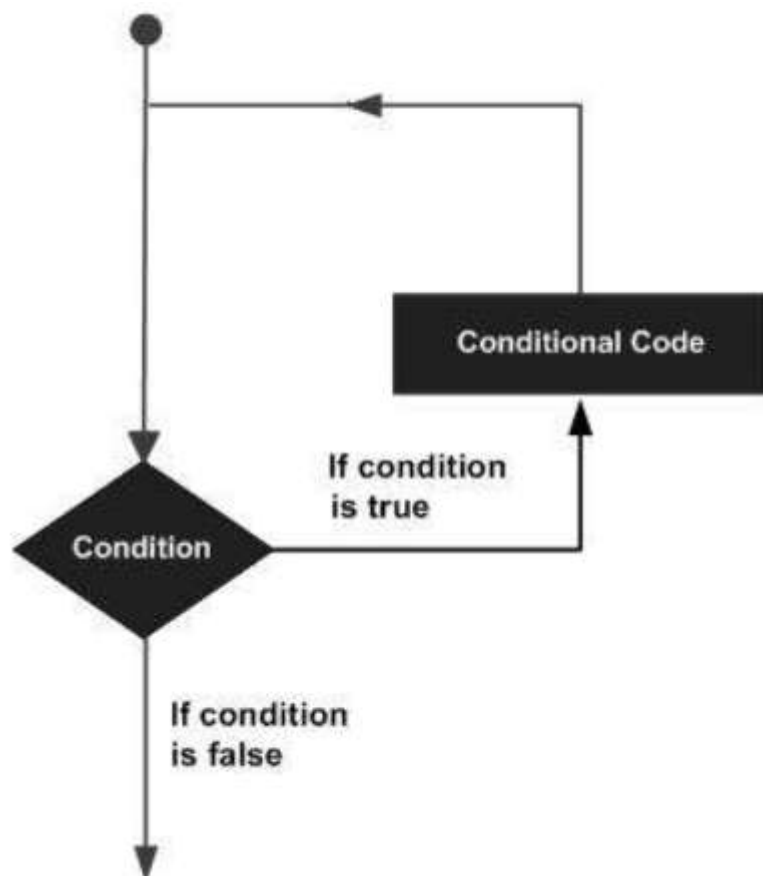 Conditional Code
If condition
is true
Condition
If condition
is false